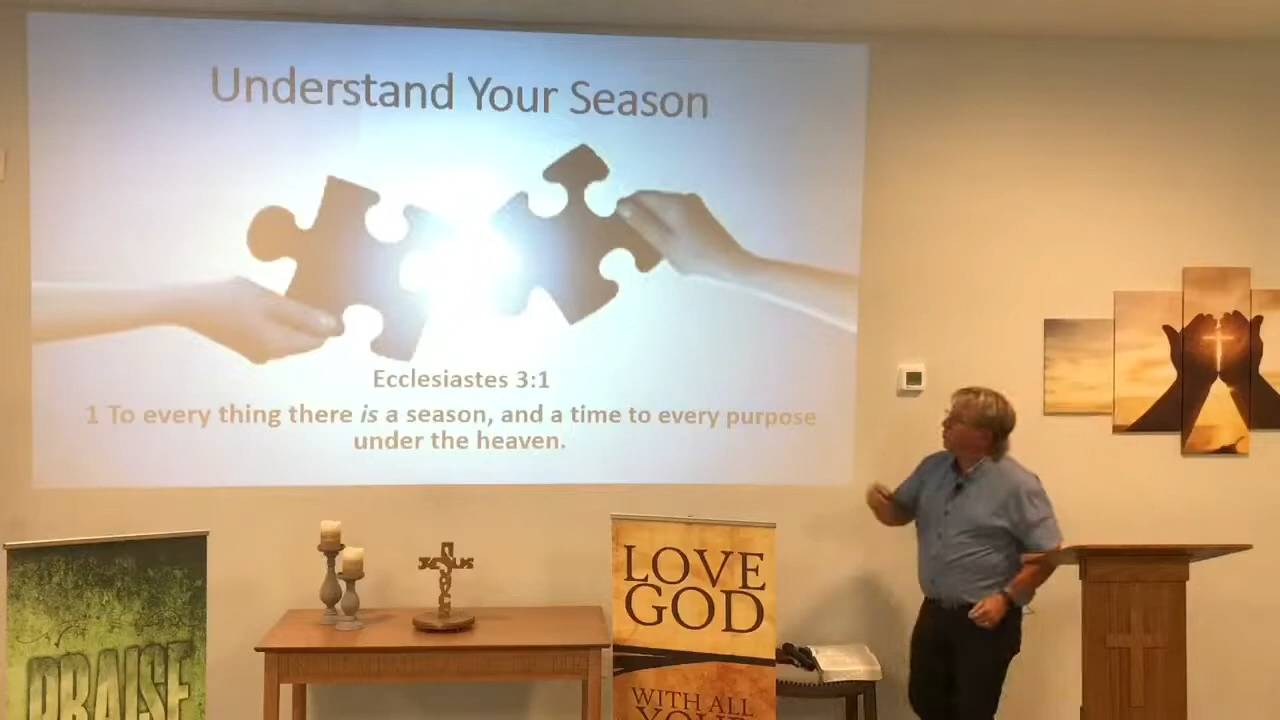 Understand Your Season
Ecclesiastes 3:1
1 To every thing there is a season, and a time to every purpose
under the heaven.
JESUS
LOVE
GOD
WITH ALL
YOUR
PRAISE